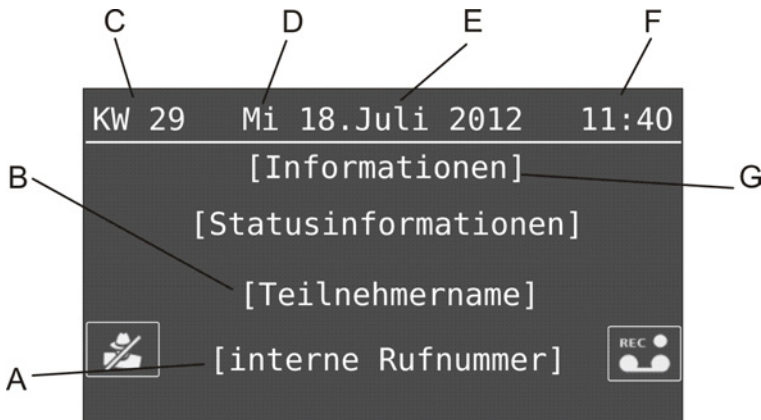 C D E F
KW 29 Mi 18.Juli 2012 11:40
[Informationen] G
B [Statusinformationen]
[Teilnehmername]
REC
A [interne Rufnummer]